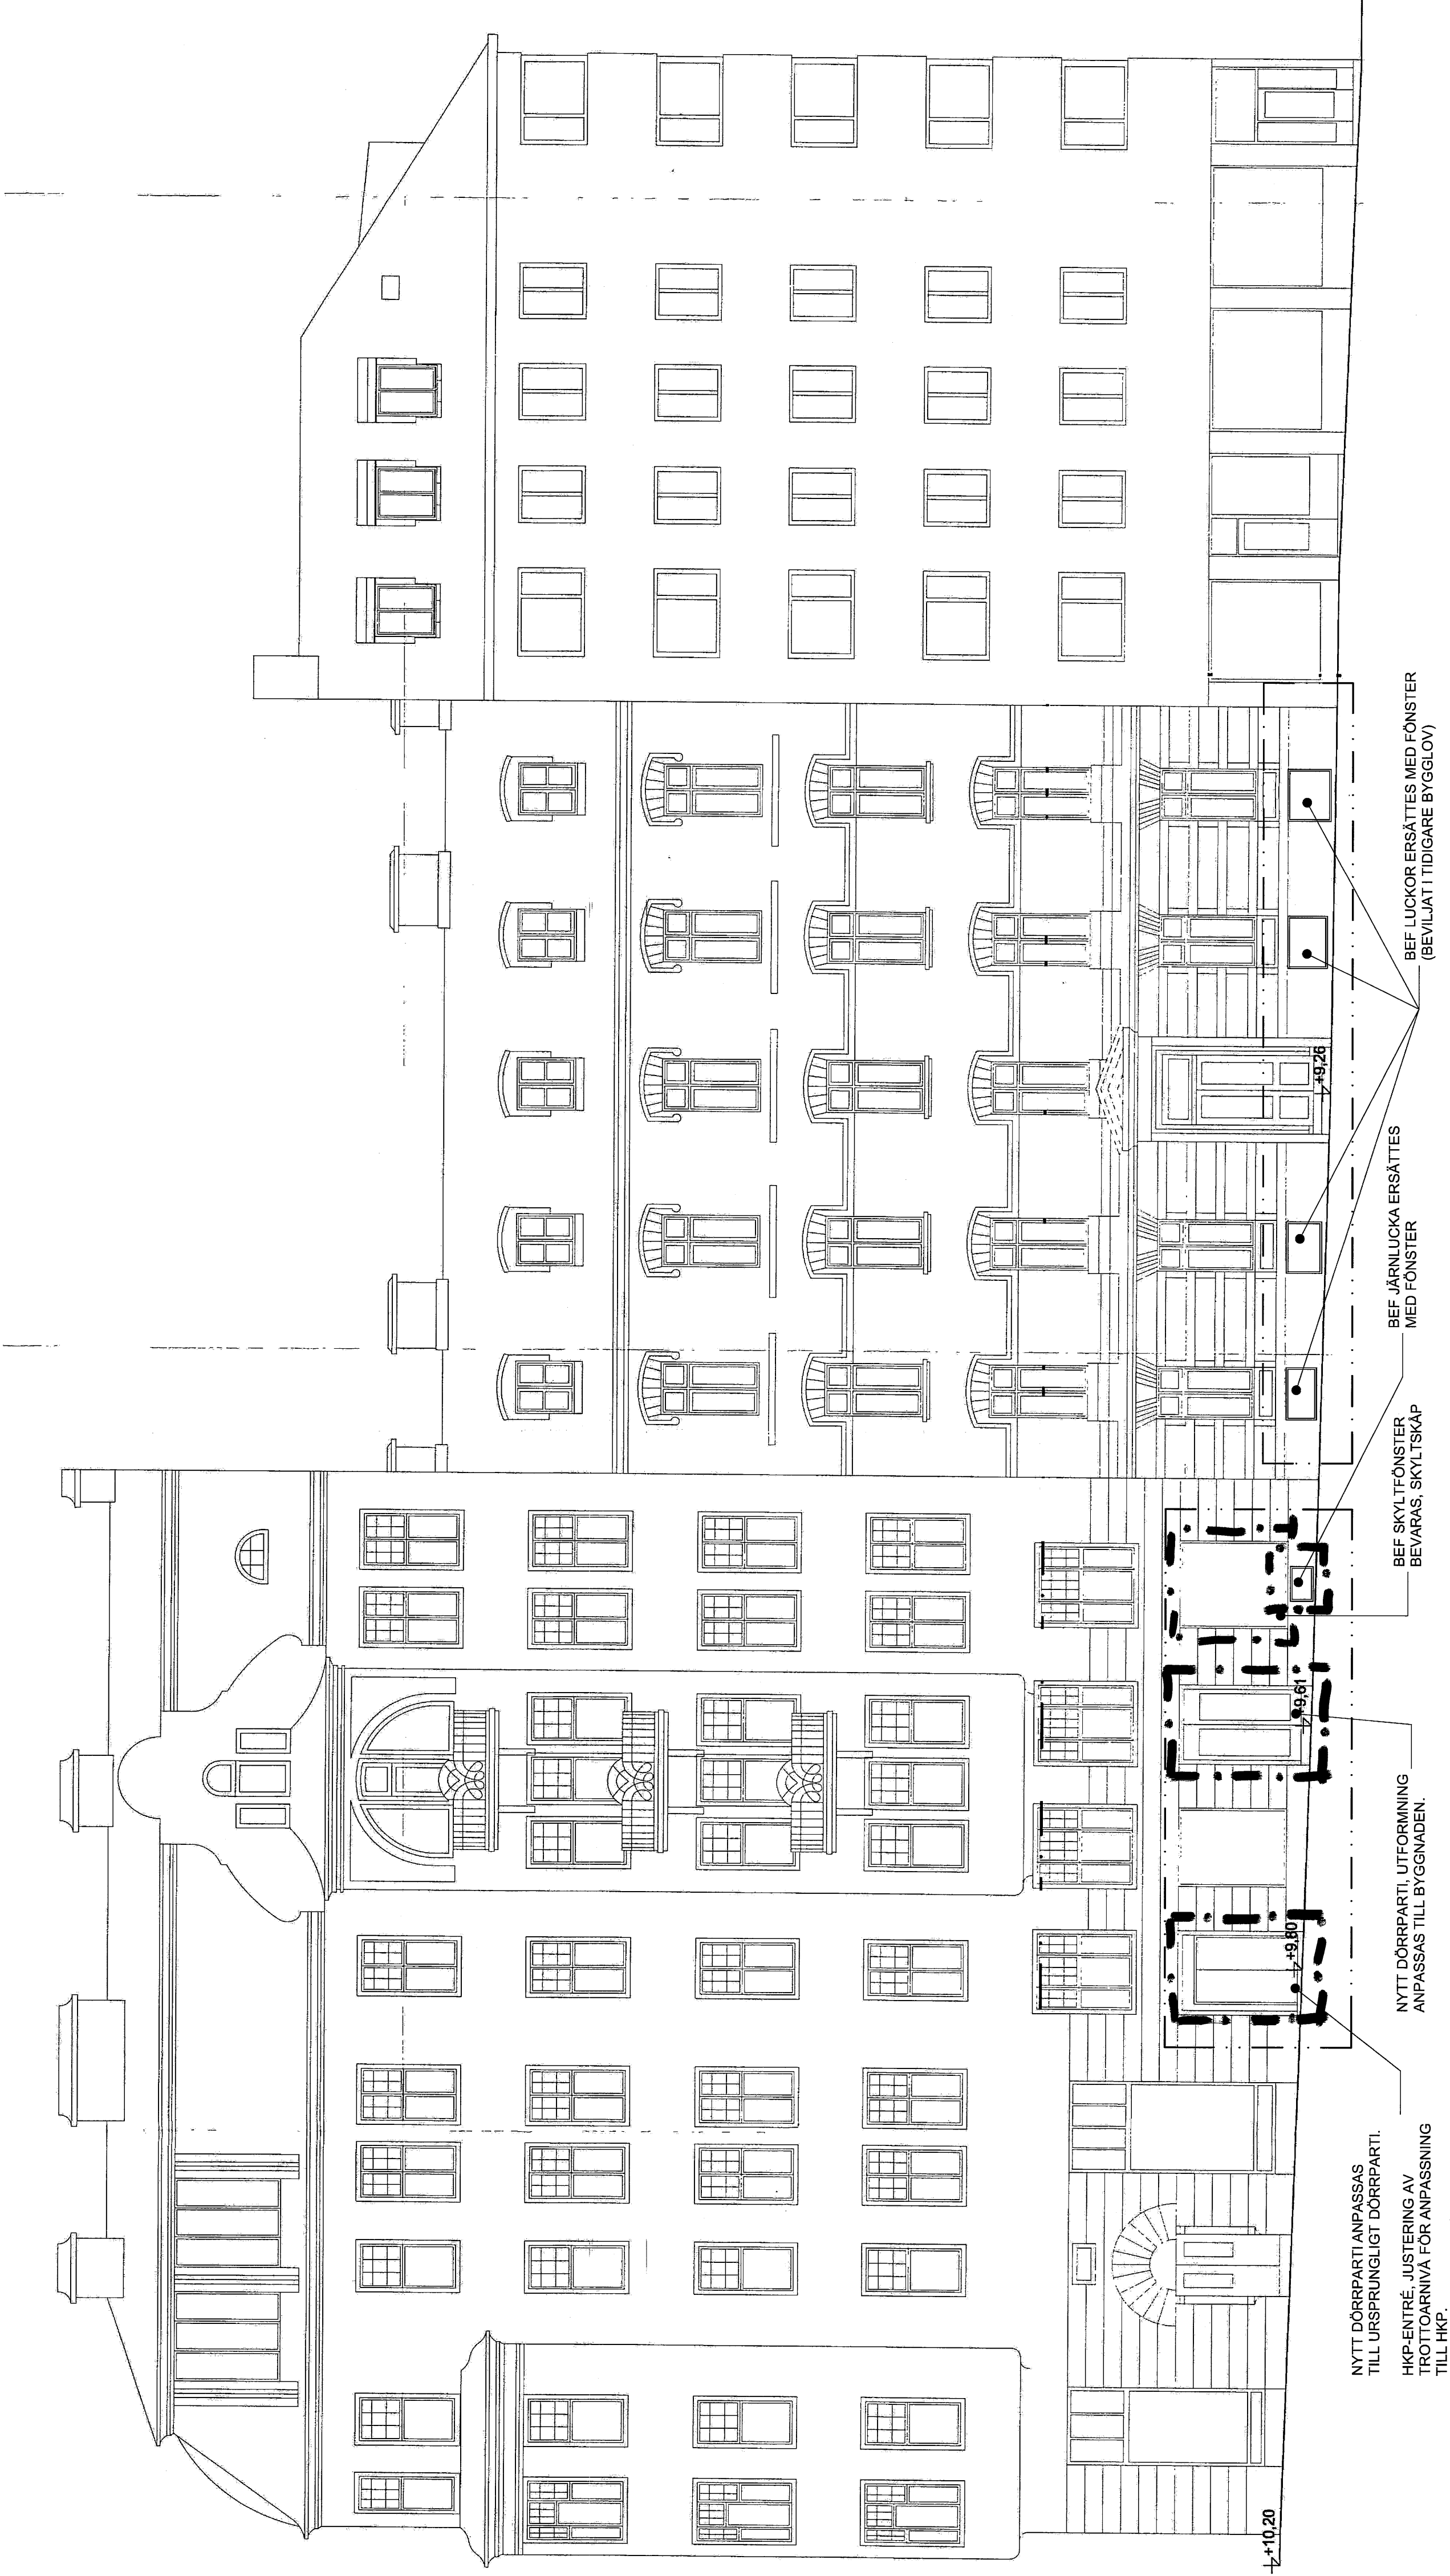 +10,20
NYTT DÖRRPARTI ANPASSAS
TILL URSPRUNGLIGT DÖRRPARTI.
HKP-ENTRÉ, JUSTERING AV
TROTTOARNIVÅ FÖR ANPASSNING
TILL HKP.
+9,80
NYTT DÖRRPARTI, UTFORMNING
ANPASSAS TILL BYGGNADEN.
+9,61
BEF SKYLTFÖNSTER
BEVARAS, SKYLTSKÅP
BEF JÄRNLUCKA ERSÄTTES
MED FÖNSTER
+9,26
BEF LUCKOR ERSÄTTES MED FÖNSTER
(BEVILJAT I TIDIGARE BYGGLOV)